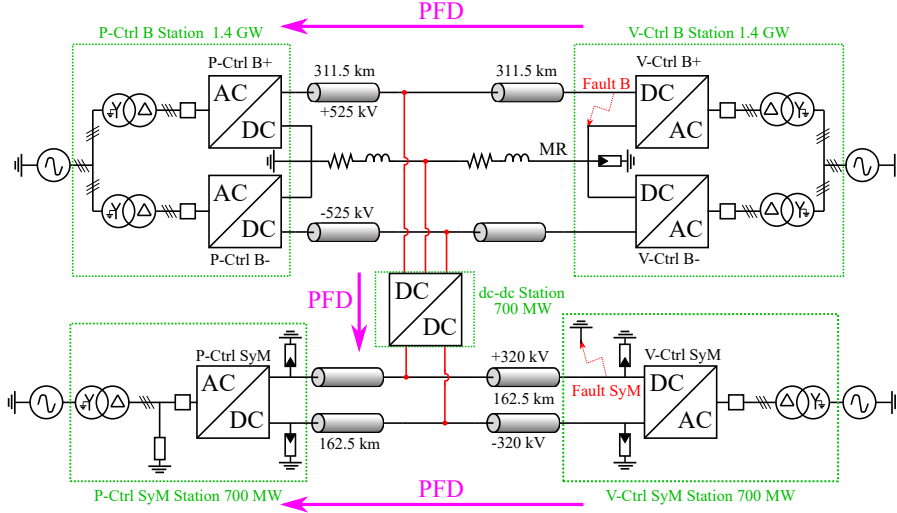 PFD
P-Ctrl B Station 1.4 GW
V-Ctrl B Station 1.4 GW
P-Ctrl B+
311.5 km
311.5 km
V-Ctrl B+
Fault B
AC
DC
+525 kV
DC
AC
MR
AC
DC
-525 kV
DC
AC
P-Ctrl B-
V-Ctrl B-
PFD
DC
DC
dc-dc Station
700 MW
P-Ctrl SyM
+320 kV
V-Ctrl SyM
AC
DC
162.5 km
Fault SyM
DC
AC
162.5 km
-320 kV
P-Ctrl SyM Station 700 MW
PFD
V-Ctrl SyM Station 700 MW